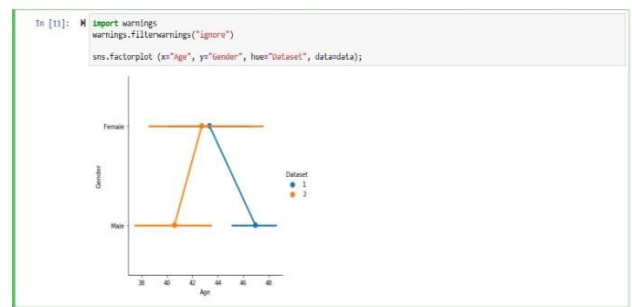 In [11]:
import warnings
warnings.filterwarnings("ignore")
sns.factorplot (x="Age", y="Gender", hue="Dataset", data=data);
Female
Gender
Male
Dataset
1
2
38 40 42 44 46 48
Age